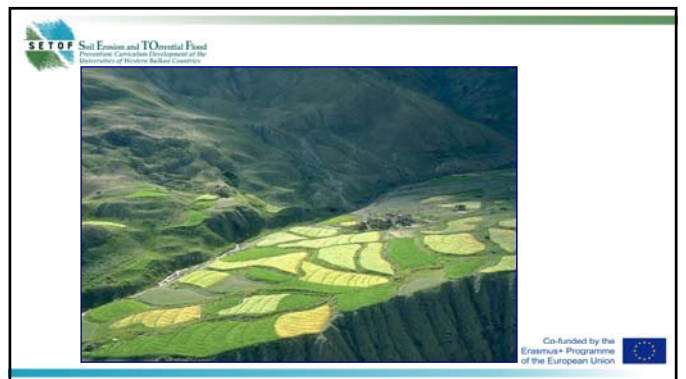 SETOF
Soil Erosion and TOrrential Flood
Prevention: Curriculum Development at the
Universities of Western Balkan Countries
Co-funded by the
Erasmus+ Programme
of the European Union